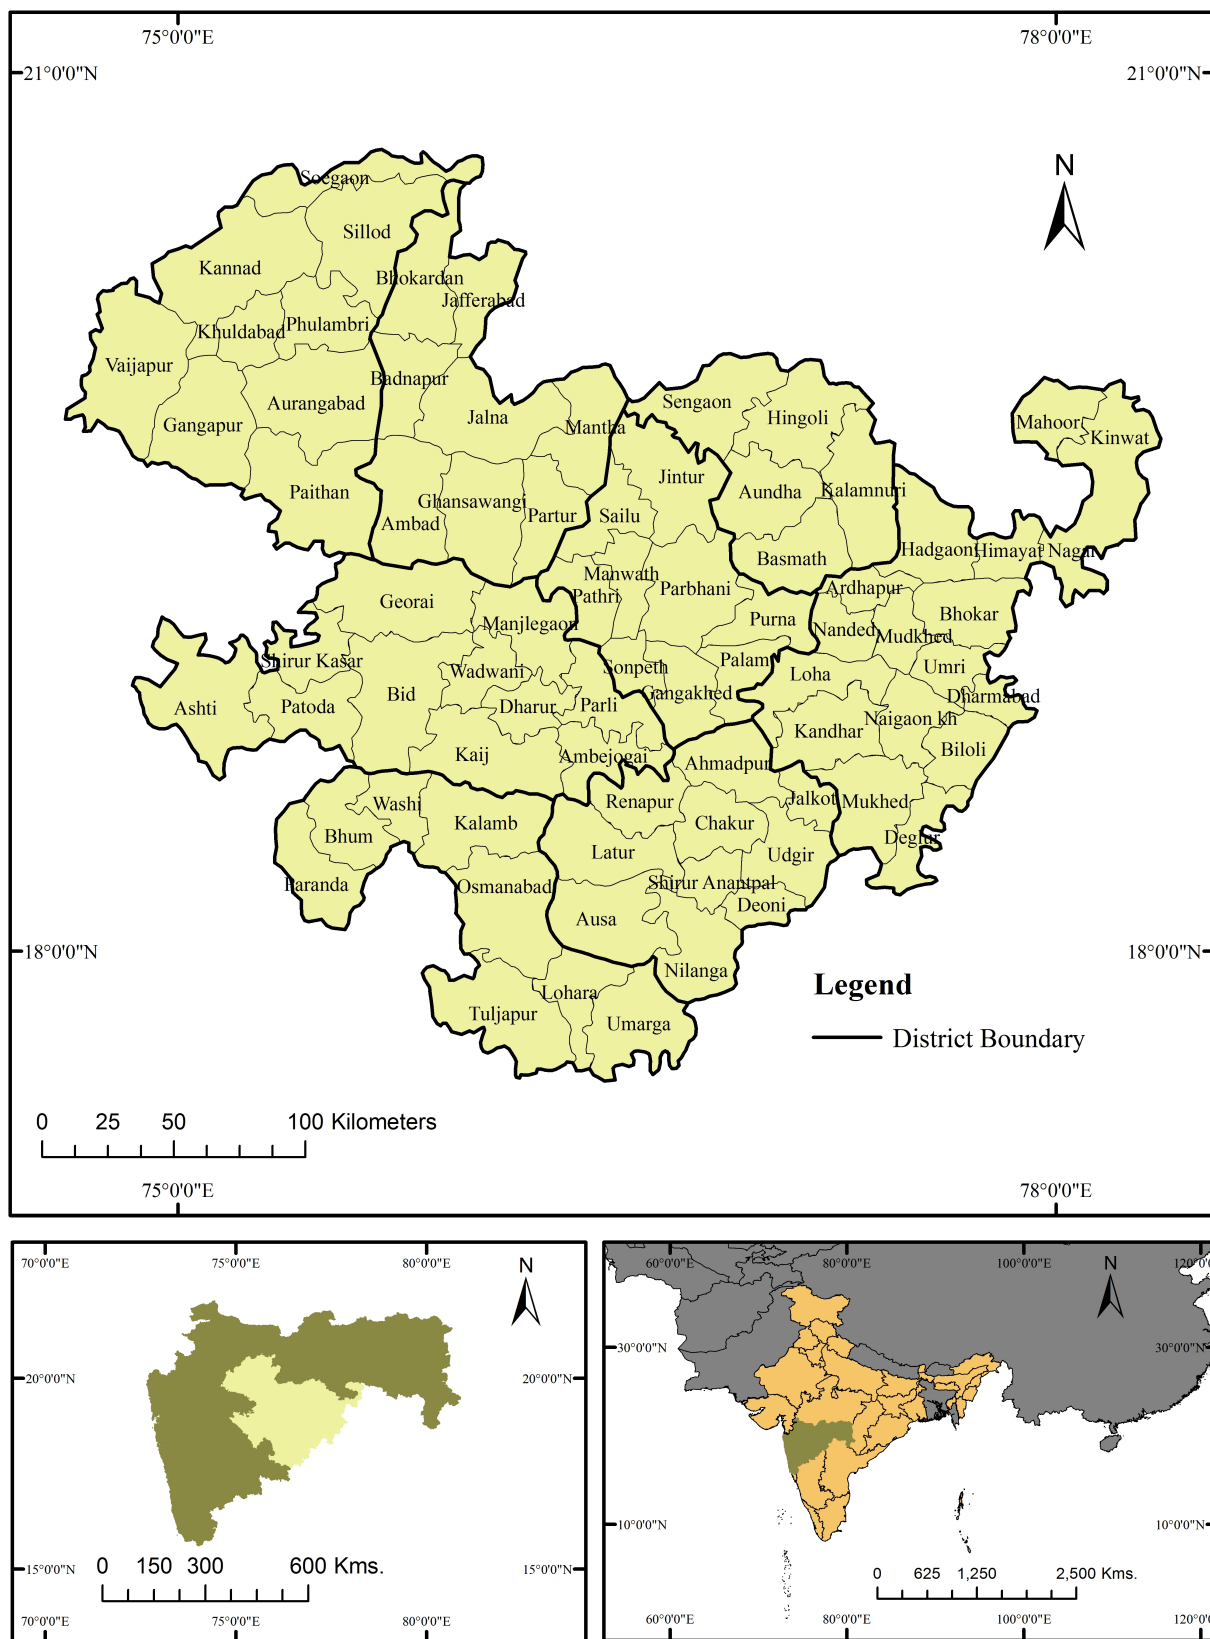 75°0'0"E 78°0'0"E
21°0'0"N 21°0'0"N
N
Soegaon
Sillod
Kannad
Bhokardan
Jafferabad
Khuldabad Phulambri
Vaijapur
Badnapur
Aurangabad
Gangapur
Jalna
Mantha
Sengaon
Hingoli
Mahoor
Kinwat
Paithan
Ghansawangi
Ambad
Partur
Jintur
Sailu
Aundha
Kalamnuri
Basmath
Hadgaon Himayat Nagar
Georai
Manjlegaon
Manwath
Pathri
Parbhani
Purna
Ardhapur
Nanded
Mudkhed
Bhokar
Shirur Kasar
Wadwani
Sonpeth
Palam
Loha
Umri
Ashti
Patoda
Bid
Dharur
Parli
Gangakhed
Dharmabad
Kandhar
Naigaon kh
Biloli
Kaij
Ambejogai
Ahmadpur
Washi
Renapur
Jalkot
Mukhed
Bhum
Kalamb
Chakur
Deglur
Latur
Udgir
Paranda
Osmanabad
Shirur Anantpal
Ausa
Deoni
18°0'0"N 18°0'0"N
Nilanga
Lohara
Tuljapur
Umarga
Legend
District Boundary
0 25 50 100 Kilometers
75°0'0"E 78°0'0"E
70°0'0"E 75°0'0"E 80°0'0"E
N
20°0'0"N 20°0'0"N
0 150 300 600 Kms.
15°0'0"N 15°0'0"N
70°0'0"E 75°0'0"E 80°0'0"E
60°0'0"E 80°0'0"E 100°0'0"E
N
30°0'0"N 30°0'0"N
10°0'0"N 10°0'0"N
0 625 1,250 2,500 Kms.
60°0'0"E 80°0'0"E 100°0'0"E